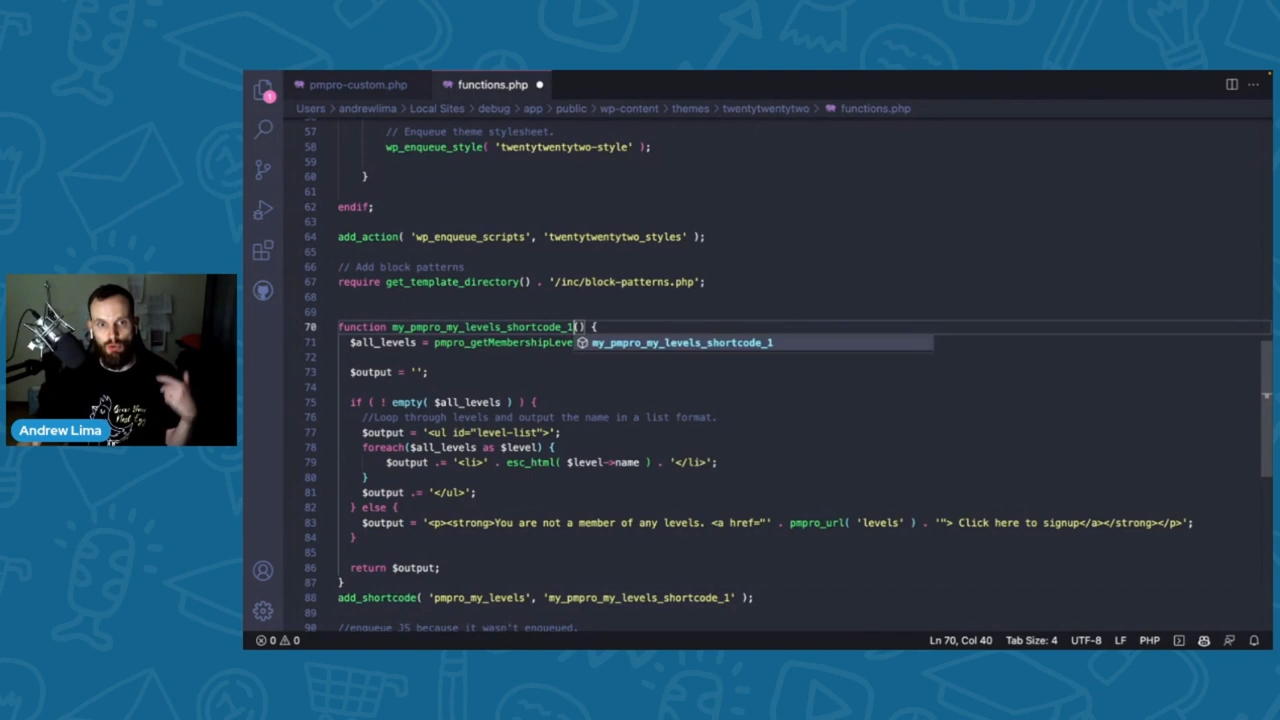 pmpro-custom.php
functions.php
1
Users > andrewlima > Local Sites > debug > app > public > wp-content > themes > twentytwentytwo > functions.php
57 // Enqueue theme stylesheet.
58 wp_enqueue_style( 'twentytwentytwo-style' );
59
60 }
61
62 endif;
63
64 add_action( 'wp_enqueue_scripts', 'twentytwentytwo_styles' );
65
66 // Add block patterns
67 require get_template_directory() . '/inc/block-patterns.php';
68
69
70 function my_pmpro_my_levels_shortcode_1() {
71 $all_levels = pmpro_getMembershipLeve
my_pmpro_my_levels_shortcode_1
72
73 $output = '';
74
75 if ( ! empty( $all_levels ) ) {
76 //Loop through levels and output the name in a list format.
77 $output = '<ul id="level-list">';
78 foreach($all_levels as $level) {
79 $output .= '<li>' . esc_html( $level->name ) . '</li>';
80 }
81 $output .= '</ul>';
82 } else {
83 $output = '<p><strong>You are not a member of any levels. <a href="' . pmpro_url( 'levels' ) . '"> Click here to signup</a></strong></p>';
84 }
85
86 return $output;
87 }
88 add_shortcode( 'pmpro_my_levels', 'my_pmpro_my_levels_shortcode_1' );
89
90 //enqueue JS because it wasn't enqueued.
0 0
Ln 70, Col 40
Tab Size: 4
UTF-8
LF
PHP
Andrew Lima